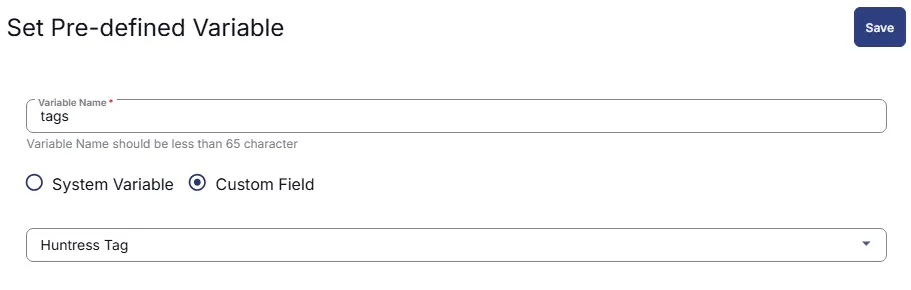 Set Pre-defined Variable
Save
Variable Name *
tags
Variable Name should be less than 65 character
System Variable Custom Field
Huntress Tag